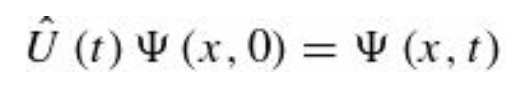 Û (t) Ψ (x, 0) = Ψ (x, t)